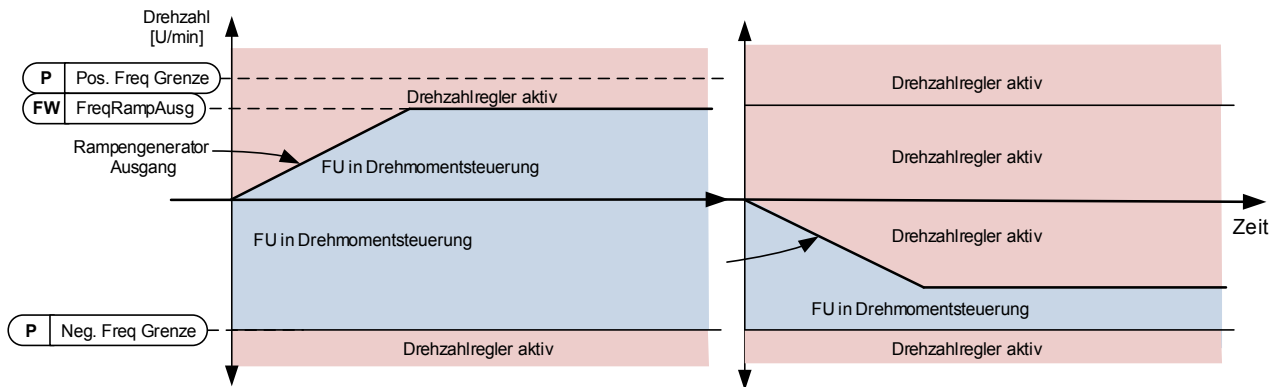 Drehzahl
[U/min]
P Pos. Freq Grenze
FW FreqRampAusg
Rampengenerator
Ausgang
Drehzahlregler aktiv
FU in Drehmomentsteuerung
FU in Drehmomentsteuerung
P Neg. Freq Grenze
Drehzahlregler aktiv
Drehzahlregler aktiv
Drehzahlregler aktiv
Drehzahlregler aktiv
Zeit
FU in Drehmomentsteuerung
Drehzahlregler aktiv